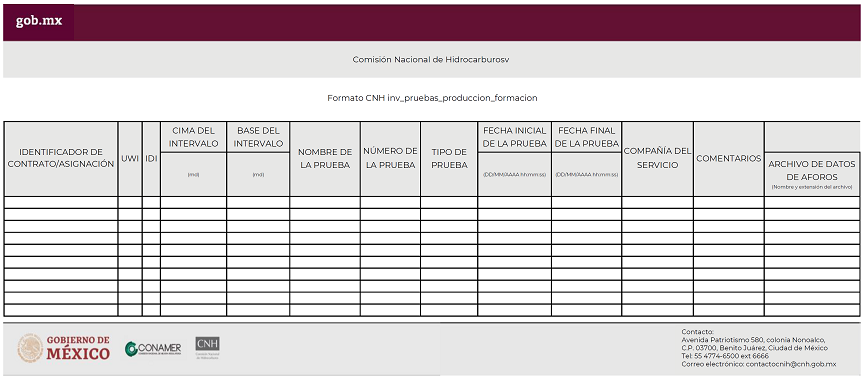 gob.mx
Comisión Nacional de Hidrocarburosv
Formato CNH inv_pruebas_produccion_formacion
IDENTIFICADOR DE
CONTRATO/ASIGNACIÓN
UWI
IDI
CIMA DEL
INTERVALO
(md)
BASE DEL
INTERVALO
(md)
NOMBRE DE
LA PRUEBA
NÚMERO DE
LA PRUEBA
TIPO DE
PRUEBA
FECHA INICIAL
DE LA PRUEBA
(DD/MM/AAAA hh:mm:ss)
FECHA FINAL
DE LA PRUEBA
(DD/MM/AAAA hh:mm:ss)
COMPAÑÍA DEL
SERVICIO
COMENTARIOS
ARCHIVO DE DATOS
DE AFOROS
(Nombre y extensión del archivo)
GOBIERNO DE
MÉXICO
CONAMER
CNH
Contacto:
Avenida Patriotismo 580, colonia Nonoalco,
C.P. 03700, Benito Juárez, Ciudad de México
Tel: 55 4774-6500 ext 6666
Correo electrónico: contactocnih@cnh.gob.mx